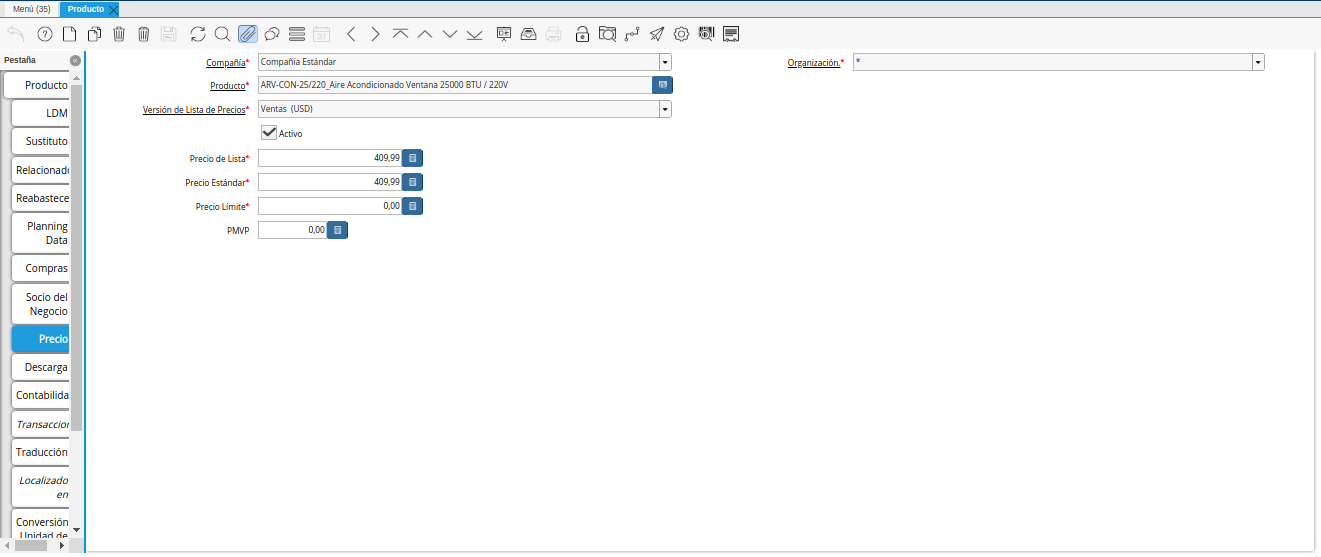 Menú (35)
Producto
Pestaña
Compañía* Compañía Estándar
Organización.* *
Producto* ARV-CON-25/220_Aire Acondicionado Ventana 25000 BTU / 220V
Versión de Lista de Precios* Ventas (USD)
Activo
Precio de Lista* 409,99
Precio Estándar* 409,99
Precio Límite* 0,00
PMVP 0,00
Producto
LDM
Sustituto
Relacionado
Reabastece
Planning
Data
Compras
Socio del
Negocio
Precio
Descarga
Contabilida
Transaccion
Traducción
Localizado
en
Conversión
Unidad de